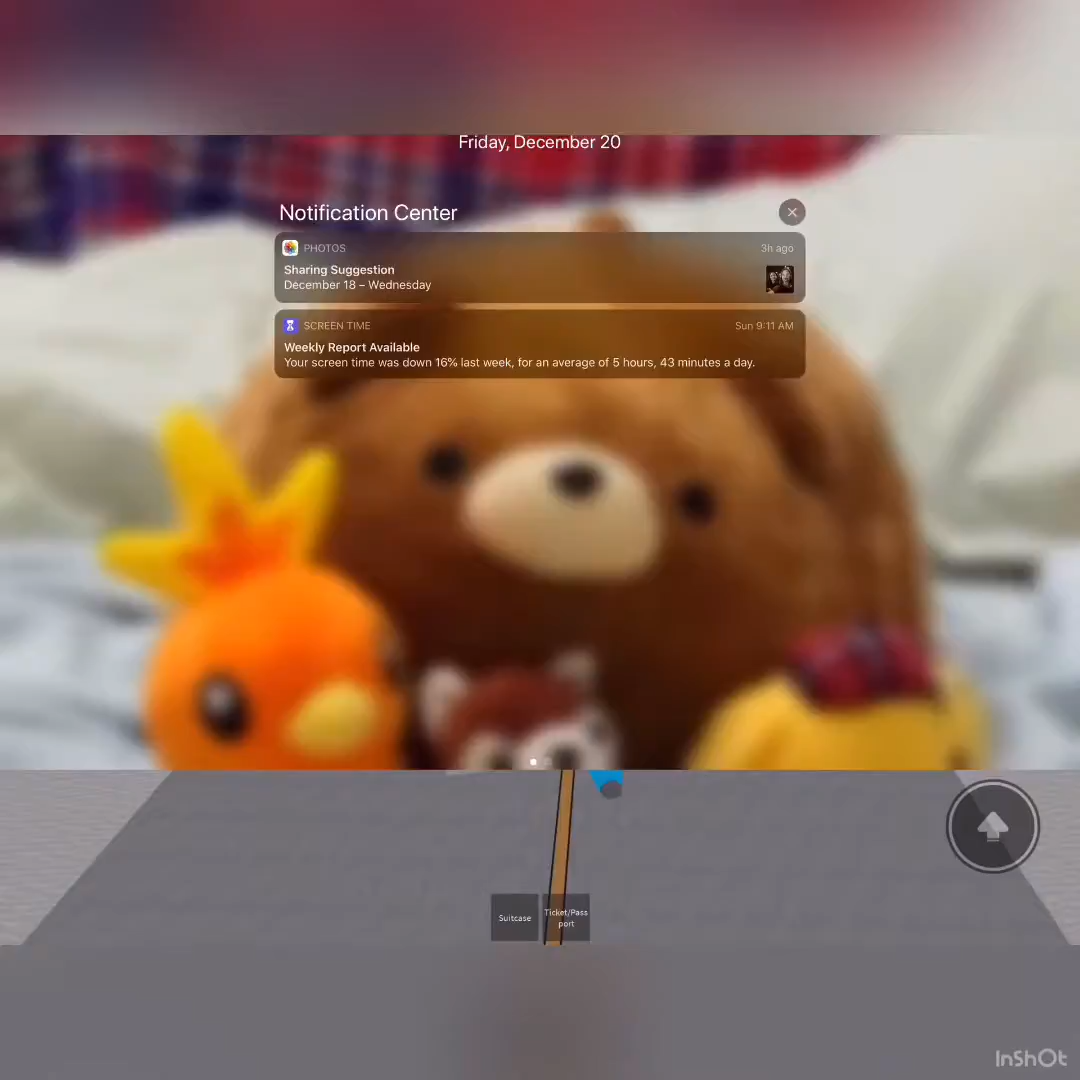 Friday, December 20
Notification Center
PHOTOS
3h ago
Sharing Suggestion
December 18 – Wednesday
SCREEN TIME
Sun 9:11 AM
Weekly Report Available
Your screen time was down 16% last week, for an average of 5 hours, 43 minutes a day.
Suitcase
Ticket/Pass
port
InShOt